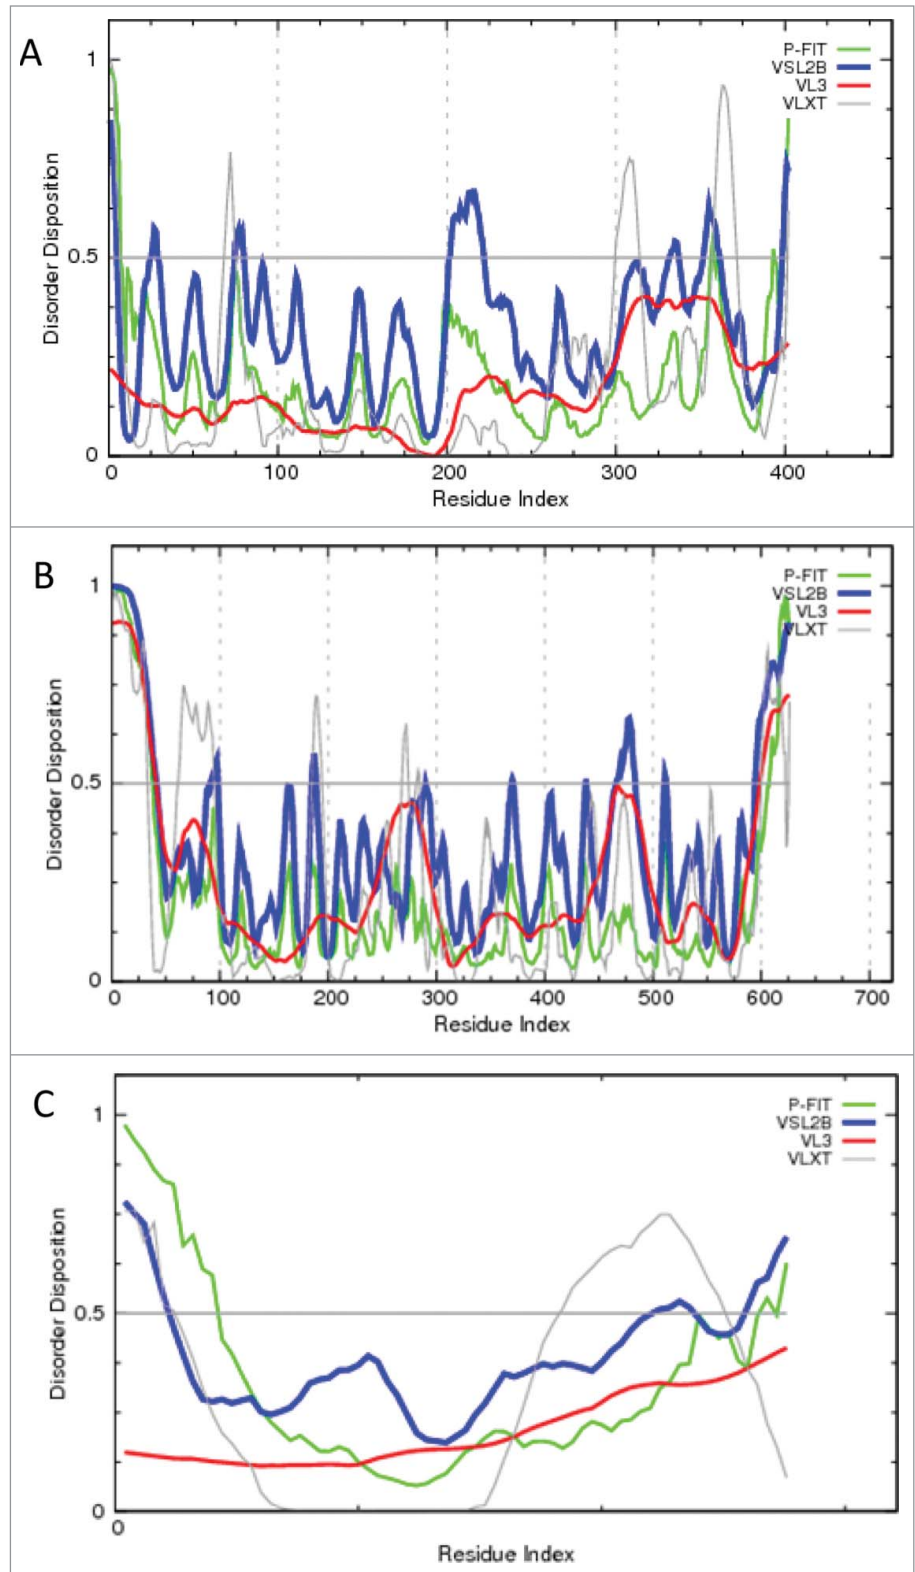 A
P-FIT
VSL2B
VL3
VLXT
1
0.5
0
Disorder Disposition
0 100 200 300 400
Residue Index
B
P-FIT
VSL2B
VL3
VLXT
1
0.5
0
Disorder Disposition
0 100 200 300 400 500 600 700
Residue Index
C
P-FIT
VSL2B
VL3
VLXT
1
0.5
0
Disorder Disposition
0
Residue Index